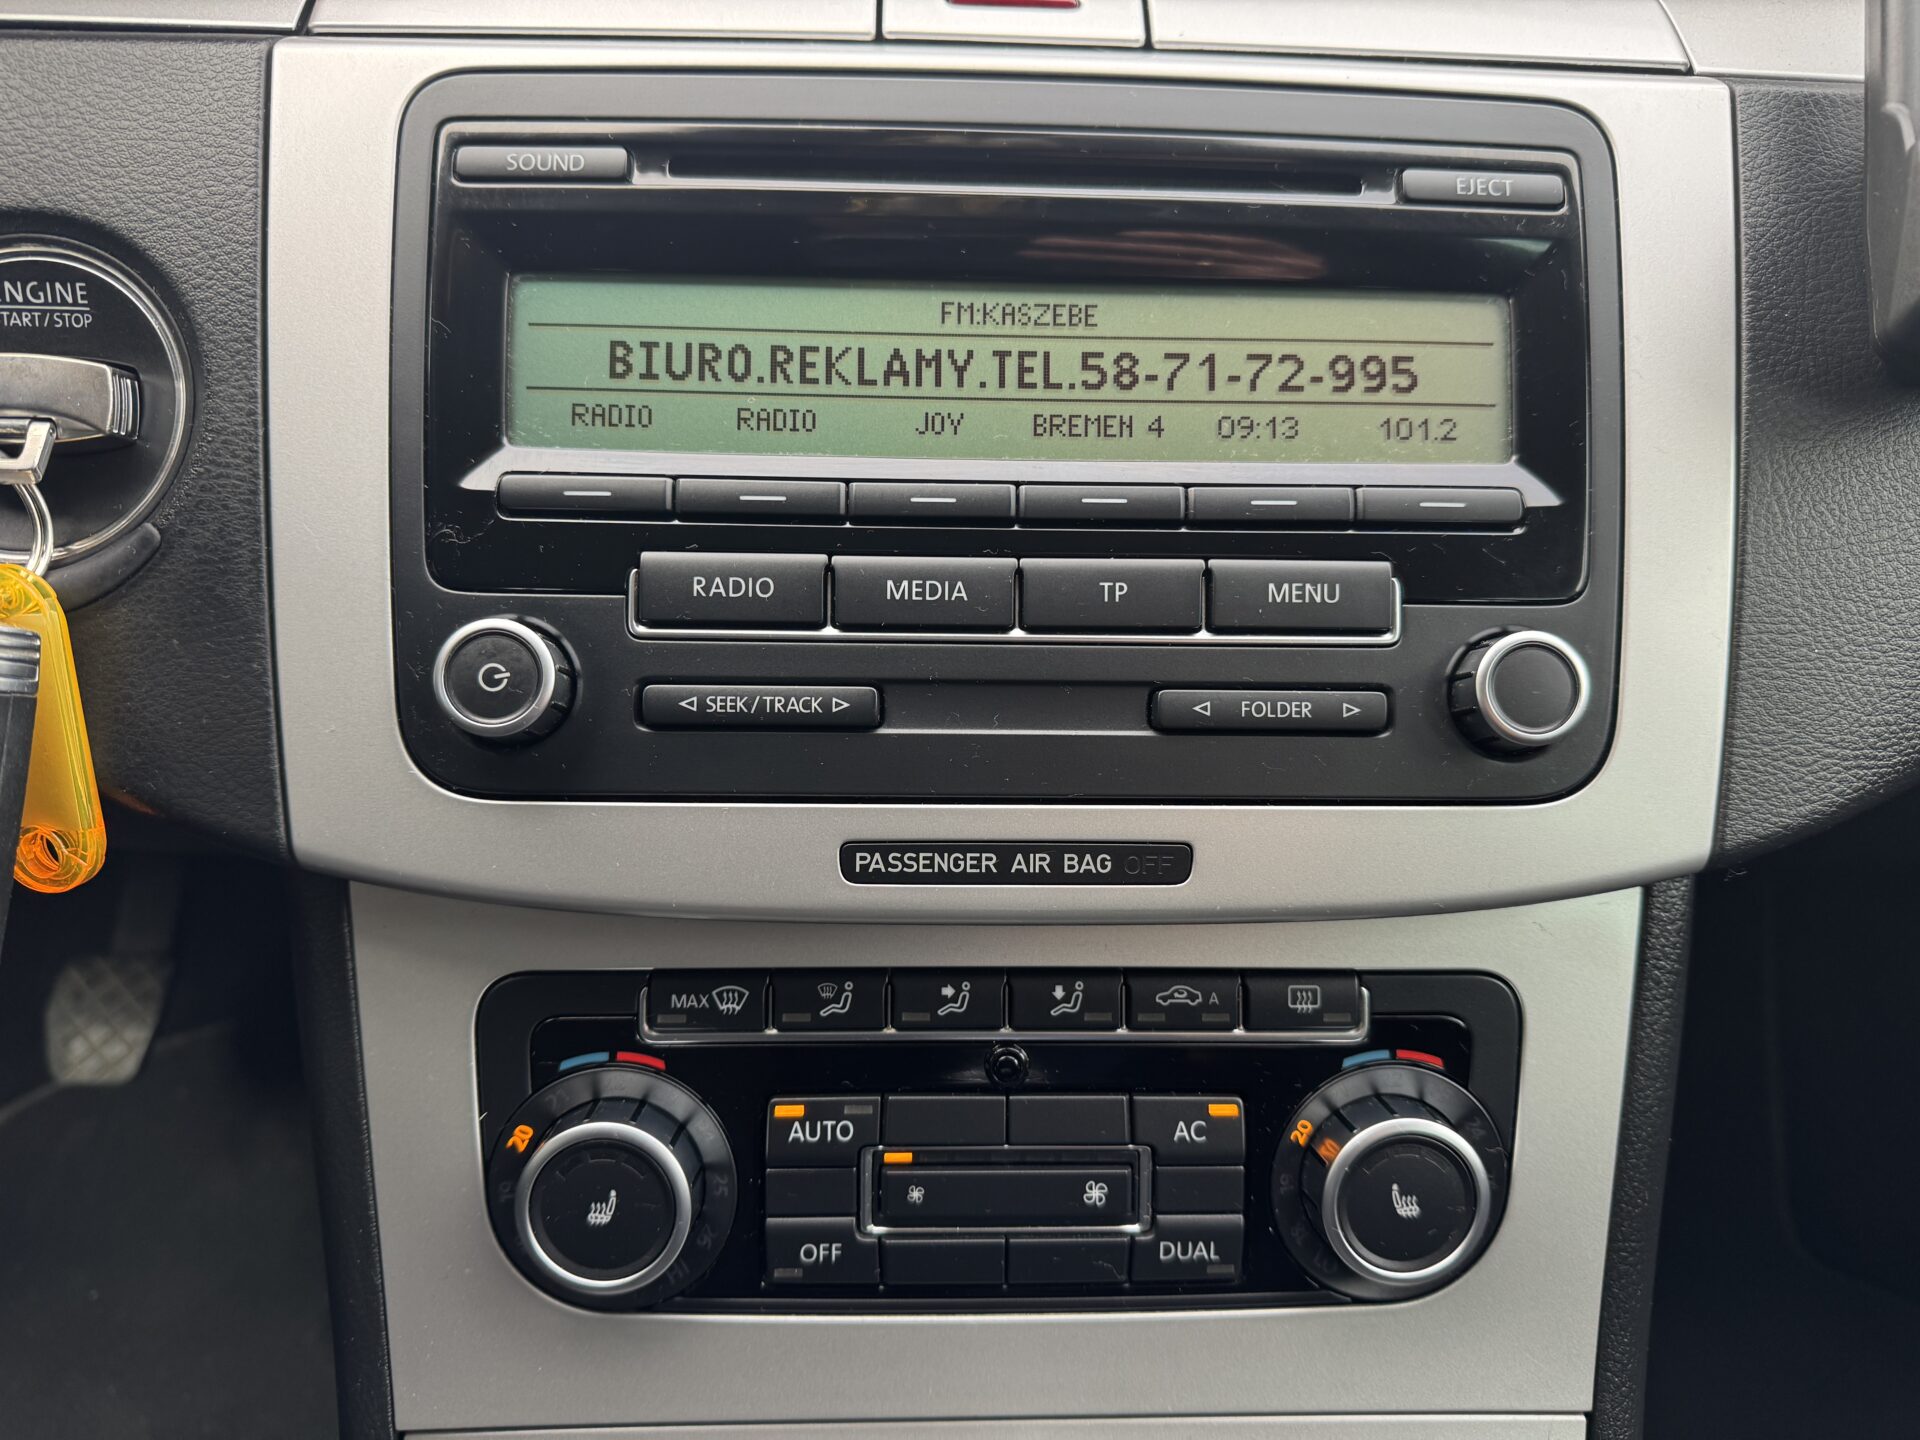 SOUND
EJECT
ENGINE
START/STOP
FM:KASZEBE
BIURO.REKLAMY.TEL.58-71-72-995
RADIO RADIO JOY BREMEN 4 09:13 101.2
RADIO MEDIA TP MENU
SEEK/TRACK
FOLDER
PASSENGER AIR BAG OFF
MAX
A
20
20
AUTO
AC
OFF
DUAL